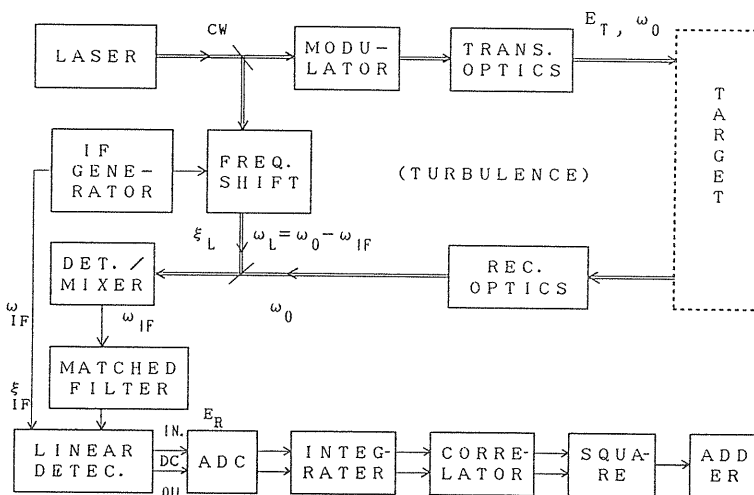 CW
E_T, ω_0
LASER
MODU-
LATOR
TRANS.
OPTICS
TARGET
IF
GENE-
RATOR
FREQ.
SHIFT
(TURBULENCE)
ξ_L
ω_L = ω_0 - ω_IF
DET./
MIXER
REC.
OPTICS
ω_0
ω_IF
ω_IF
MATCHED
FILTER
ξ_IF
E_R
IN.
LINEAR
DETEC.
DC
QU
ADC
INTEG-
RATER
CORRE-
LATOR
SQUA-
RE
ADD
ER